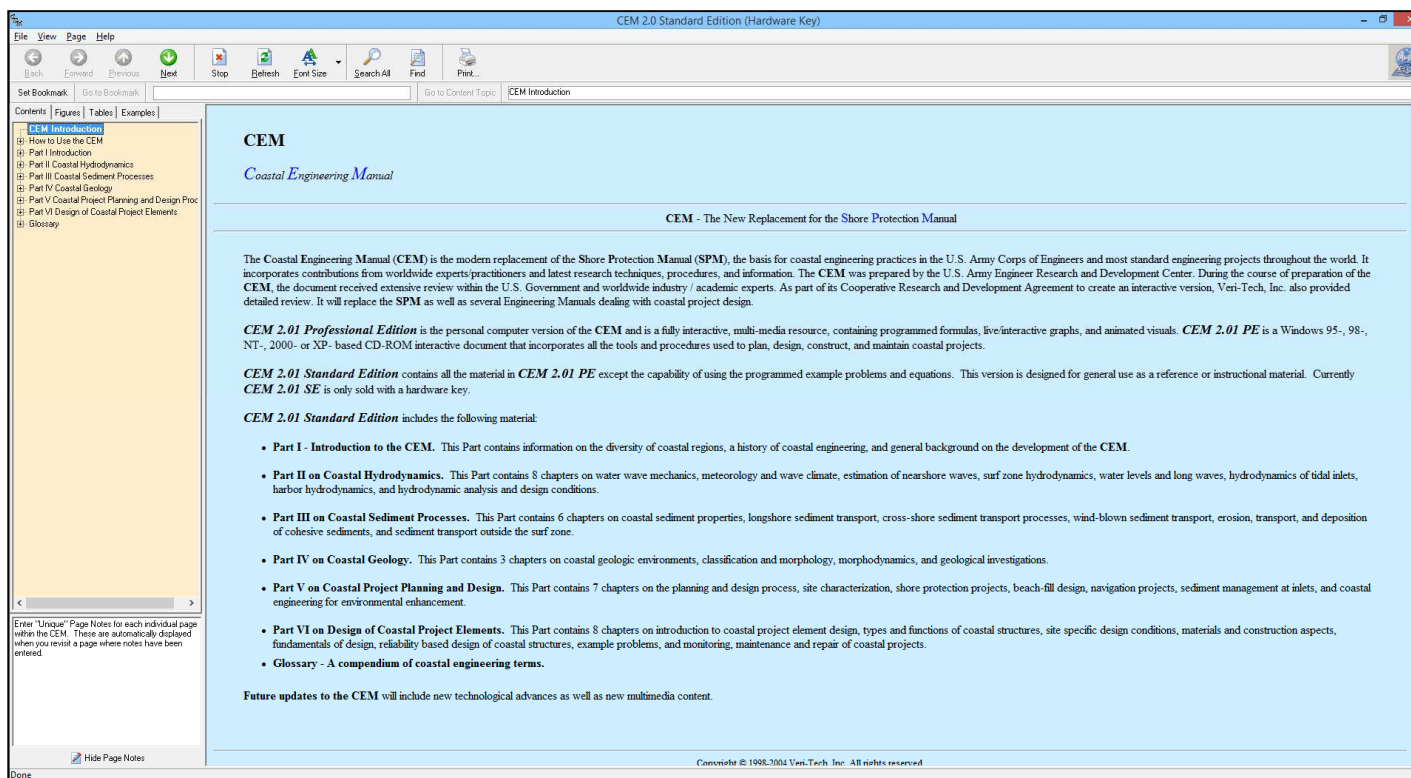 CEM 2.0 Standard Edition (Hardware Key)
File View Page Help
Back Forward Previous Next Stop Refresh Font Size Search All Find Print...
Set Bookmark Go to Bookmark Go to Content Topic CEM Introduction
Contents Figures Tables Examples
CEM Introduction
How to Use the CEM
Part I Introduction
Part II Coastal Hydrodynamics
Part III Coastal Sediment Processes
Part IV Coastal Geology
Part V Coastal Project Planning and Design Proc
Part VI Design of Coastal Project Elements
Glossary
Enter "Unique" Page Notes for each individual page
within the CEM. These are automatically displayed
when you revisit a page where notes have been
entered.
Hide Page Notes
Done
CEM
Coastal Engineering Manual
CEM - The New Replacement for the Shore Protection Manual
The Coastal Engineering Manual (CEM) is the modern replacement of the Shore Protection Manual (SPM), the basis for coastal engineering practices in the U.S. Army Corps of Engineers and most standard engineering projects throughout the world. It
incorporates contributions from worldwide experts/practitioners and latest research techniques, procedures, and information. The CEM was prepared by the U.S. Army Engineer Research and Development Center. During the course of preparation of the
CEM, the document received extensive review within the U.S. Government and worldwide industry / academic experts. As part of its Cooperative Research and Development Agreement to create an interactive version, Veri-Tech, Inc. also provided
detailed review. It will replace the SPM as well as several Engineering Manuals dealing with coastal project design.
CEM 2.01 Professional Edition is the personal computer version of the CEM and is a fully interactive, multi-media resource, containing programmed formulas, live/interactive graphs, and animated visuals. CEM 2.01 PE is a Windows 95-, 98-,
NT-, 2000- or XP- based CD-ROM interactive document that incorporates all the tools and procedures used to plan, design, construct, and maintain coastal projects.
CEM 2.01 Standard Edition contains all the material in CEM 2.01 PE except the capability of using the programmed example problems and equations. This version is designed for general use as a reference or instructional material. Currently
CEM 2.01 SE is only sold with a hardware key.
CEM 2.01 Standard Edition includes the following material:
• Part I - Introduction to the CEM. This Part contains information on the diversity of coastal regions, a history of coastal engineering, and general background on the development of the CEM.
• Part II on Coastal Hydrodynamics. This Part contains 8 chapters on water wave mechanics, meteorology and wave climate, estimation of nearshore waves, surf zone hydrodynamics, water levels and long waves, hydrodynamics of tidal inlets,
harbor hydrodynamics, and hydrodynamic analysis and design conditions.
• Part III on Coastal Sediment Processes. This Part contains 6 chapters on coastal sediment properties, longshore sediment transport, cross-shore sediment transport processes, wind-blown sediment transport, erosion, transport, and deposition
of cohesive sediments, and sediment transport outside the surf zone.
• Part IV on Coastal Geology. This Part contains 3 chapters on coastal geologic environments, classification and morphology, morphodynamics, and geological investigations.
• Part V on Coastal Project Planning and Design. This Part contains 7 chapters on the planning and design process, site characterization, shore protection projects, beach-fill design, navigation projects, sediment management at inlets, and coastal
engineering for environmental enhancement.
• Part VI on Design of Coastal Project Elements. This Part contains 8 chapters on introduction to coastal project element design, types and functions of coastal structures, site specific design conditions, materials and construction aspects,
fundamentals of design, reliability based design of coastal structures, example problems, and monitoring, maintenance and repair of coastal projects.
• Glossary - A compendium of coastal engineering terms.
Future updates to the CEM will include new technological advances as well as new multimedia content.
Copyright © 1998-2004 Veri-Tech, Inc. All rights reserved